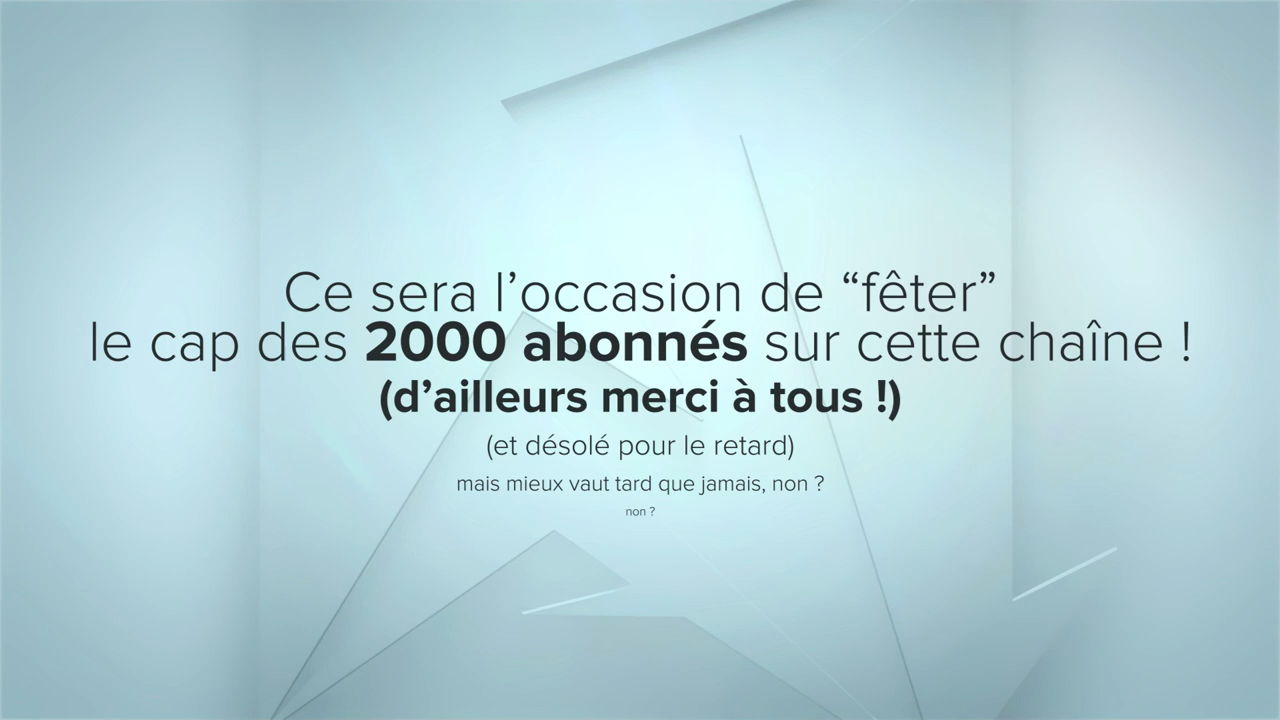 Ce sera l’occasion de “fêter”
le cap des 2000 abonnés sur cette chaîne !
(d’ailleurs merci à tous !)
(et désolé pour le retard)
mais mieux vaut tard que jamais, non ?
non ?